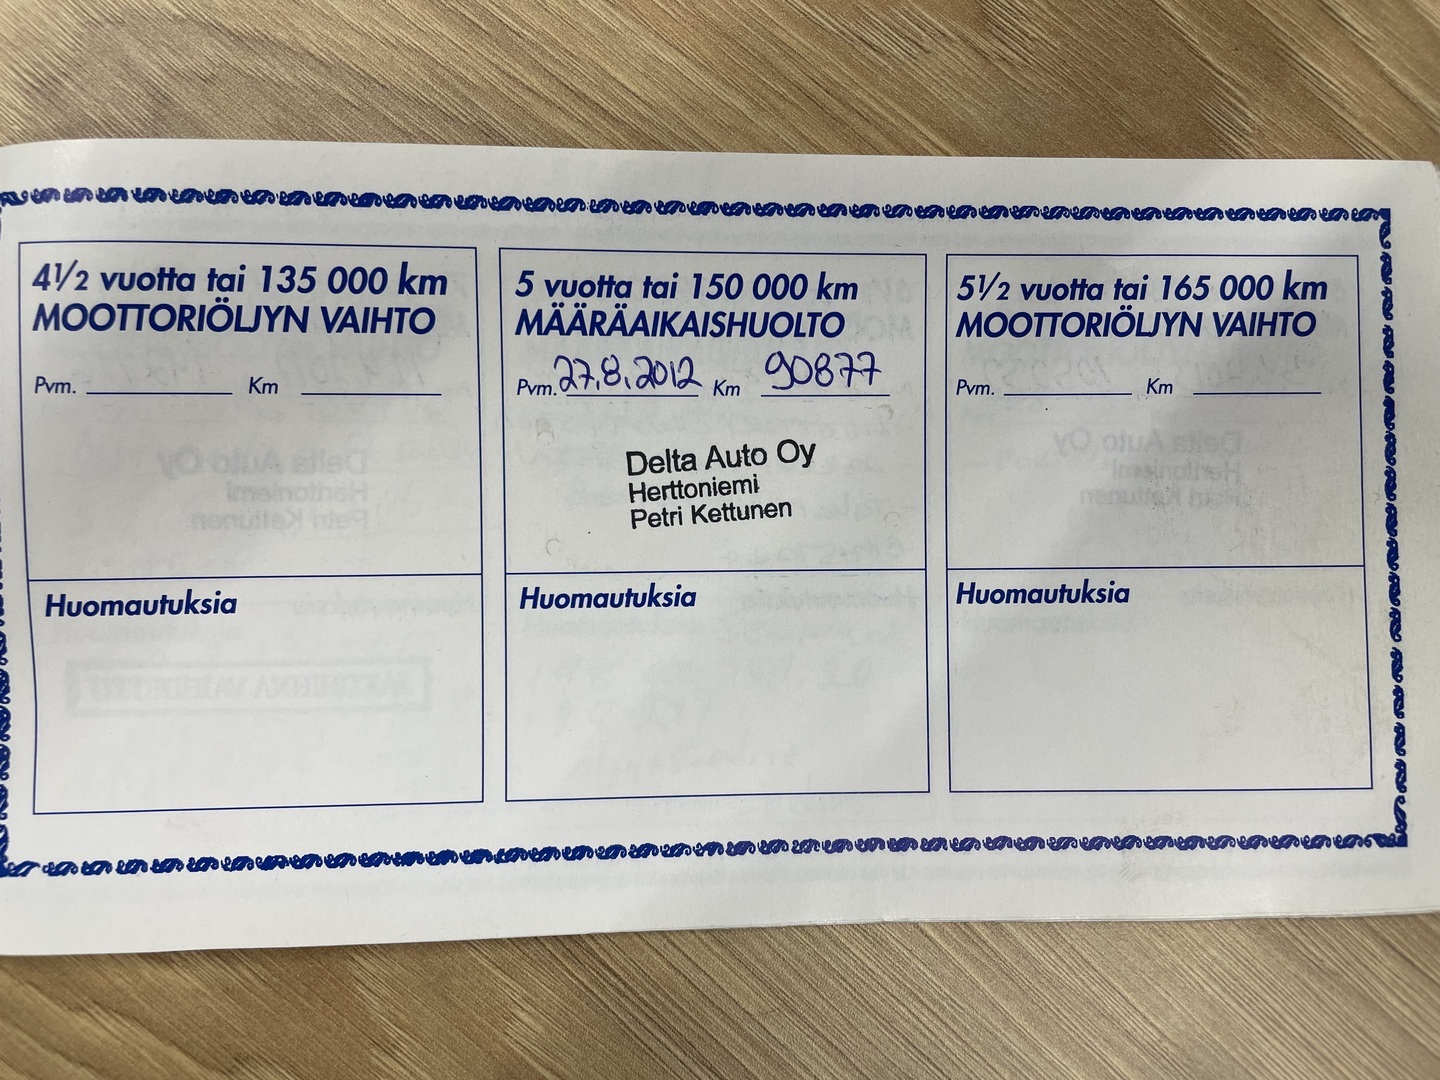 4½ vuotta tai 135 000 km
MOOTTORIÖLJYN VAIHTO
Pvm. Km
Huomautuksia
5 vuotta tai 150 000 km
MÄÄRÄAIKAISHUOLTO
Pvm. 27.8.2012 Km 90877
Delta Auto Oy
Herttoniemi
Petri Kettunen
Huomautuksia
5½ vuotta tai 165 000 km
MOOTTORIÖLJYN VAIHTO
Pvm. Km
Huomautuksia